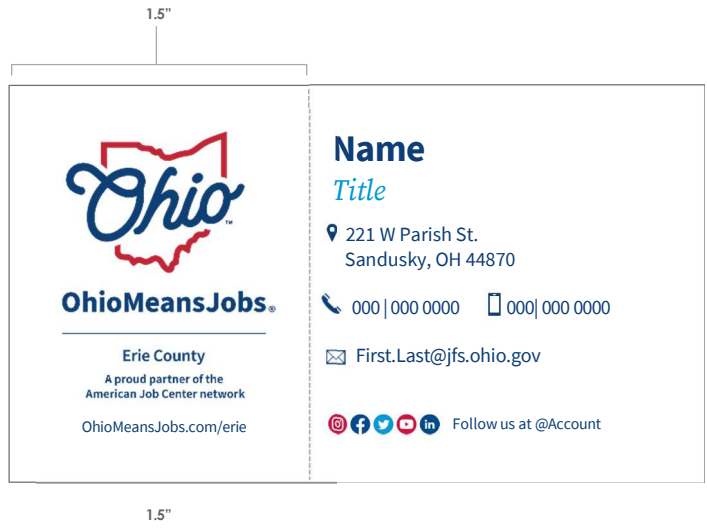 1.5"
Ohio™
OhioMeansJobs®
Erie County
A proud partner of the
American Job Center network
OhioMeansJobs.com/erie
Name
Title
221 W Parish St.
Sandusky, OH 44870
000 | 000 0000 000| 000 0000
First.Last@jfs.ohio.gov
in Follow us at @Account
1.5"